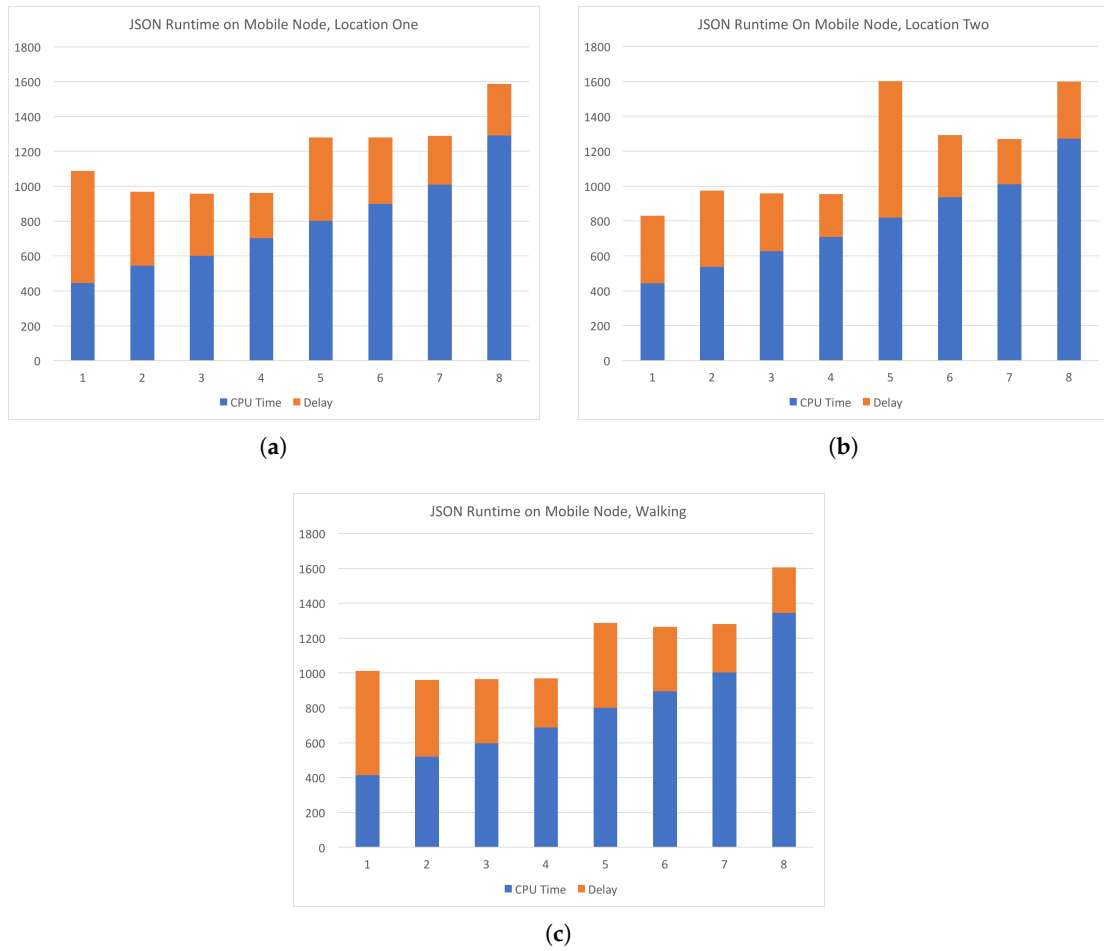 JSON Runtime on Mobile Node, Location One
1800
1600
1400
1200
1000
800
600
400
200
0
1 2 3 4 5 6 7 8
CPU Time Delay
(a)
JSON Runtime On Mobile Node, Location Two
1800
1600
1400
1200
1000
800
600
400
200
0
1 2 3 4 5 6 7 8
CPU Time Delay
(b)
JSON Runtime on Mobile Node, Walking
1800
1600
1400
1200
1000
800
600
400
200
0
1 2 3 4 5 6 7 8
CPU Time Delay
(c)